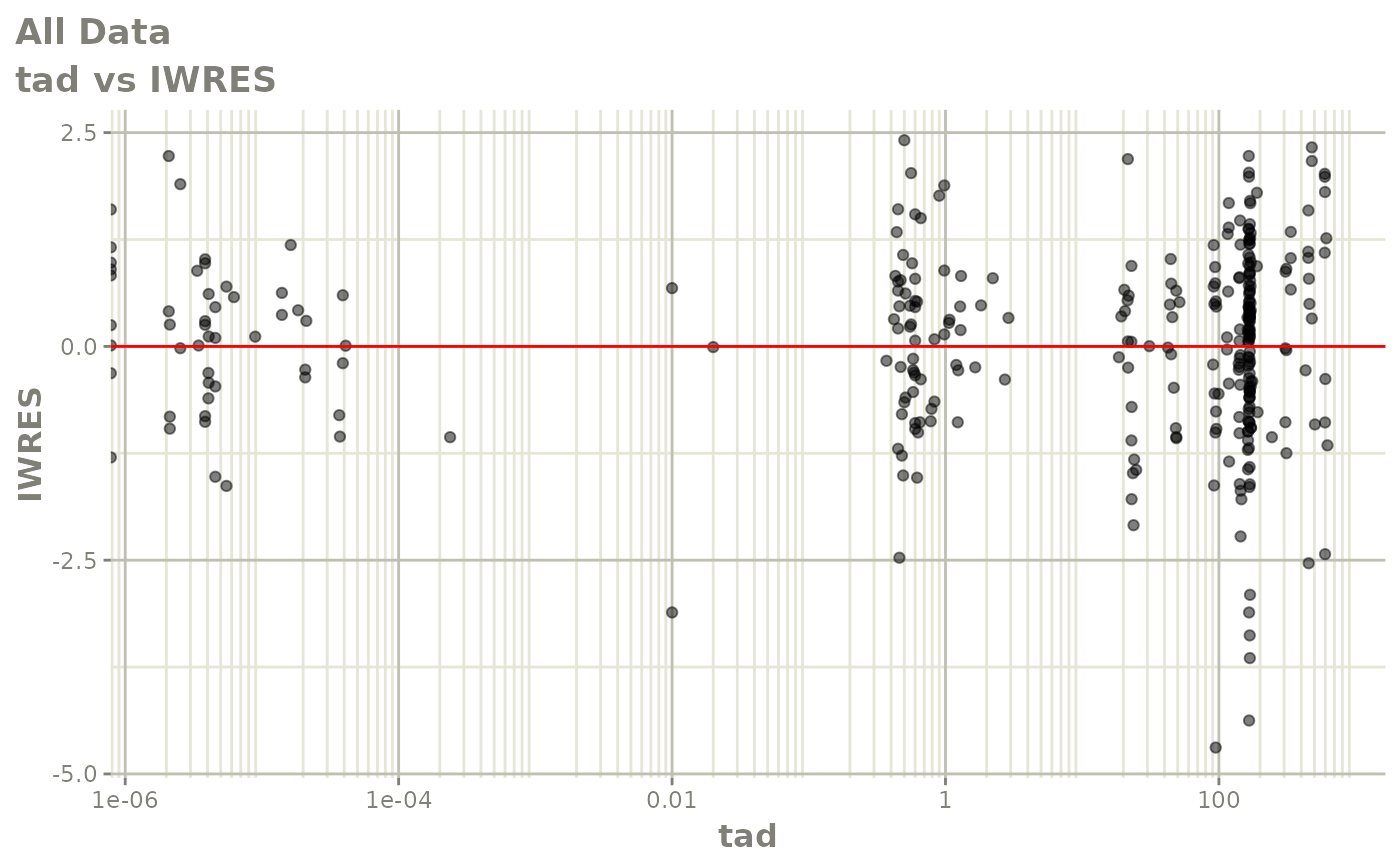 All Data
tad vs IWRES
2.5
0.0
-2.5
-5.0
IWRES
1e-06
1e-04
0.01
1
100
tad